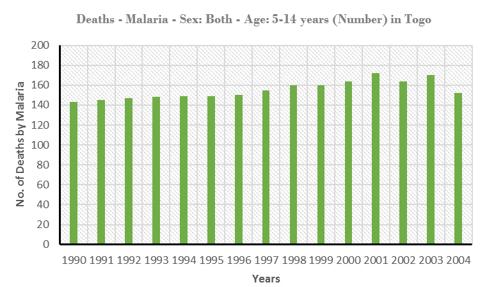 Deaths - Malaria - Sex: Both - Age: 5-14 years (Number) in Togo
No. of Deaths by Malaria
200
180
160
140
120
100
80
60
40
20
0
1990 1991 1992 1993 1994 1995 1996 1997 1998 1999 2000 2001 2002 2003 2004
Years